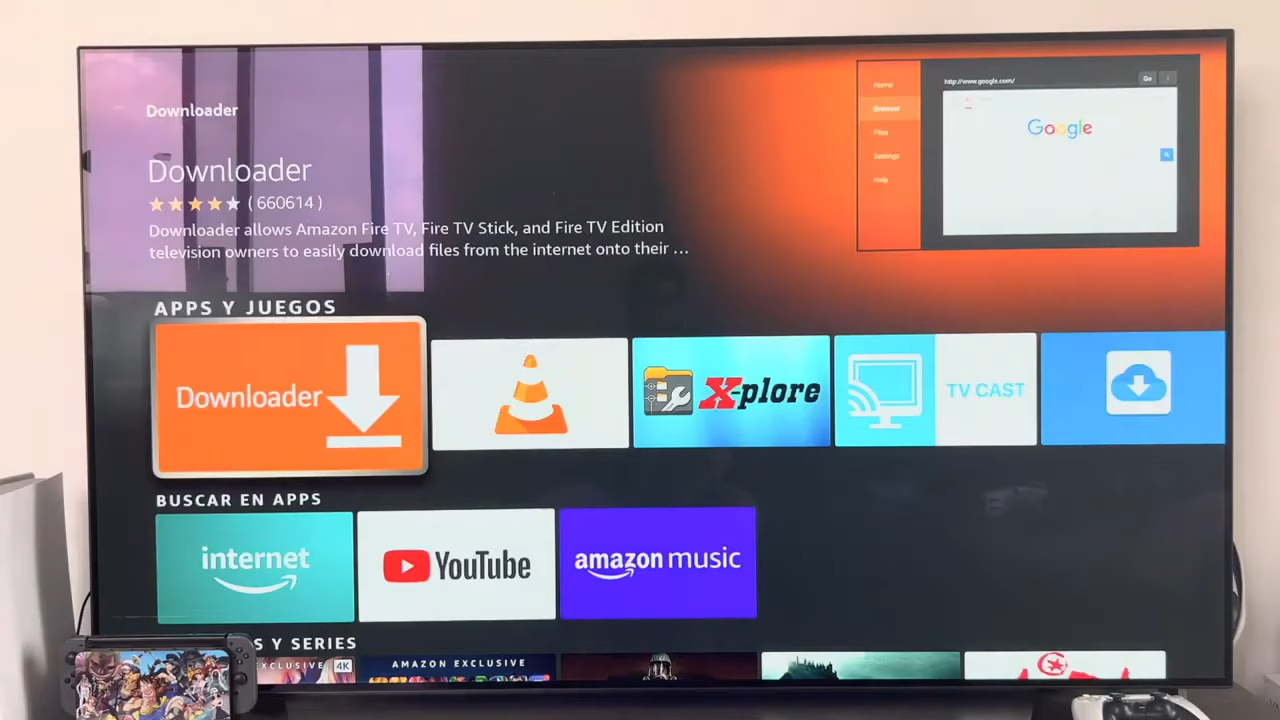 Downloader
Downloader
( 660614 )
Downloader allows Amazon Fire TV, Fire TV Stick, and Fire TV Edition
television owners to easily download files from the internet onto their ...
Home
Browser
Files
Settings
Help
http://www.google.com/
Go
Google
APPS Y JUEGOS
Downloader
X-plore
TV CAST
BUSCAR EN APPS
internet
YouTube
amazon music
S Y SERIES
EXCLUSIVE 4K
AMAZON EXCLUSIVE